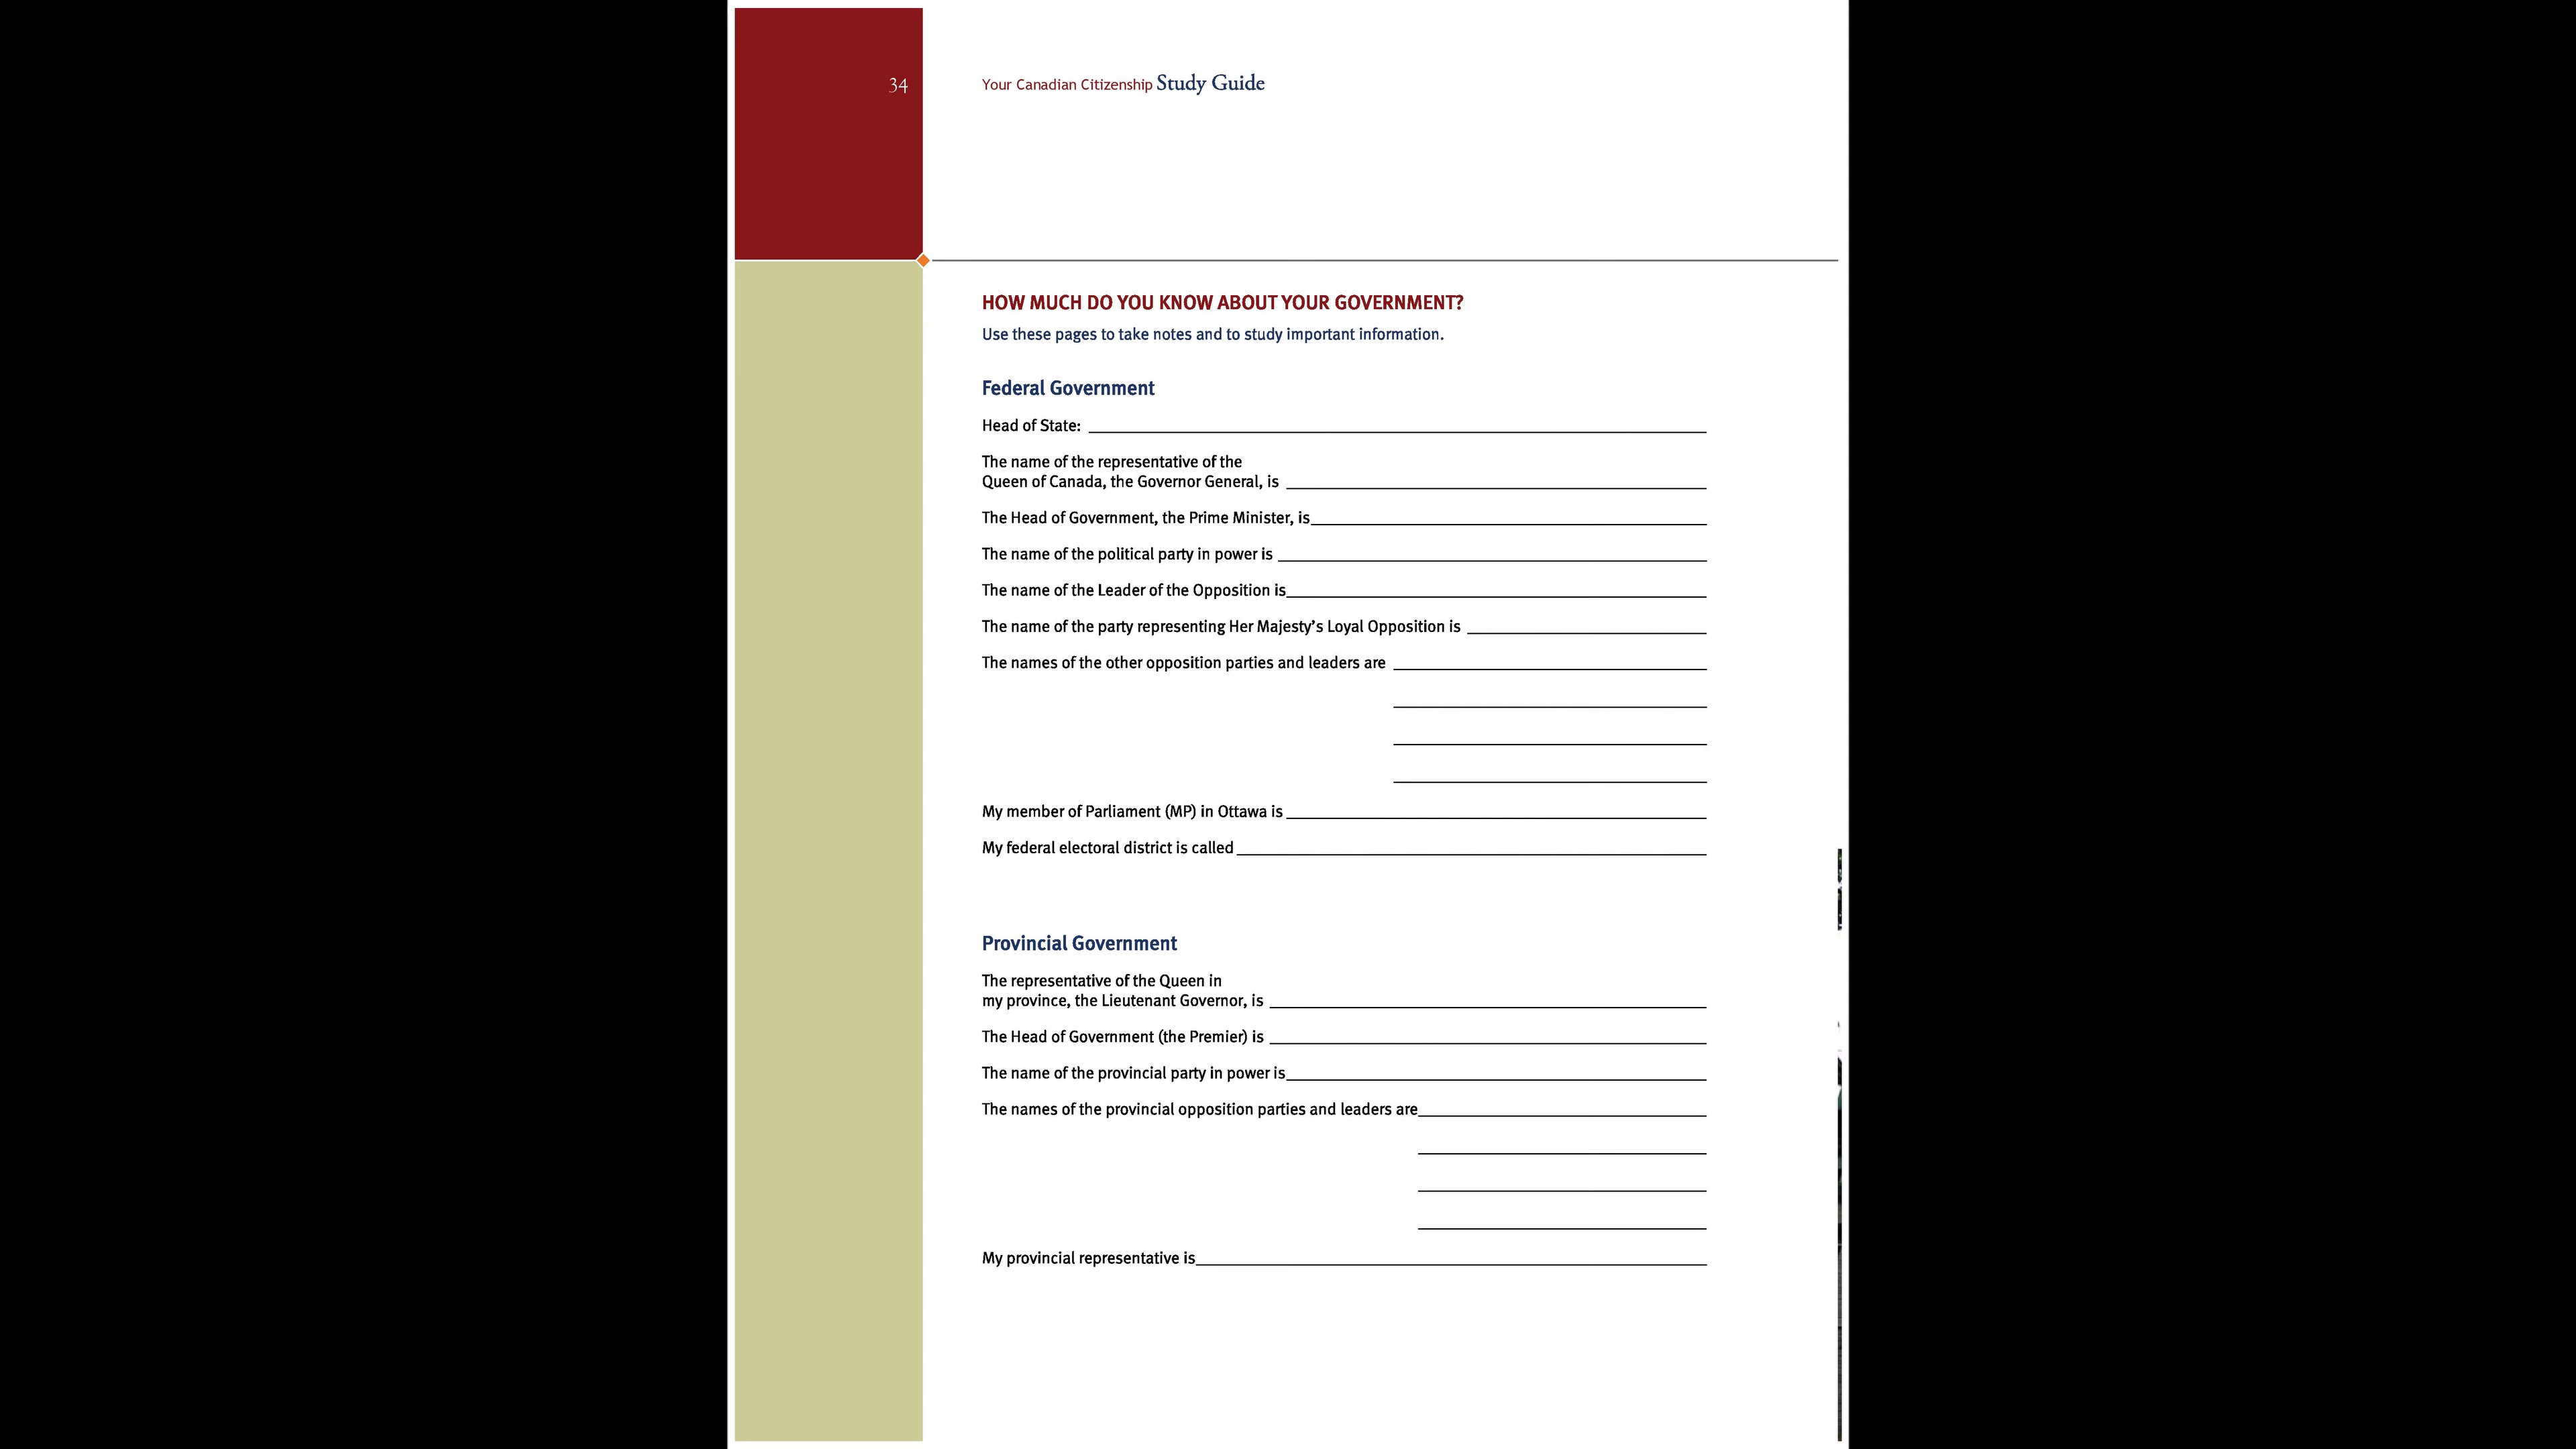 34
Your Canadian Citizenship Study Guide
HOW MUCH DO YOU KNOW ABOUT YOUR GOVERNMENT?
Use these pages to take notes and to study important information.
Federal Government
Head of State:
The name of the representative of the
Queen of Canada, the Governor General, is
The Head of Government, the Prime Minister, is
The name of the political party in power is
The name of the Leader of the Opposition is
The name of the party representing Her Majesty's Loyal Opposition is
The names of the other opposition parties and leaders are
My member of Parliament (MP) in Ottawa is
My federal electoral district is called
Provincial Government
The representative of the Queen in
my province, the Lieutenant Governor, is
The Head of Government (the Premier) is
The name of the provincial party in power is
The names of the provincial opposition parties and leaders are
My provincial representative is